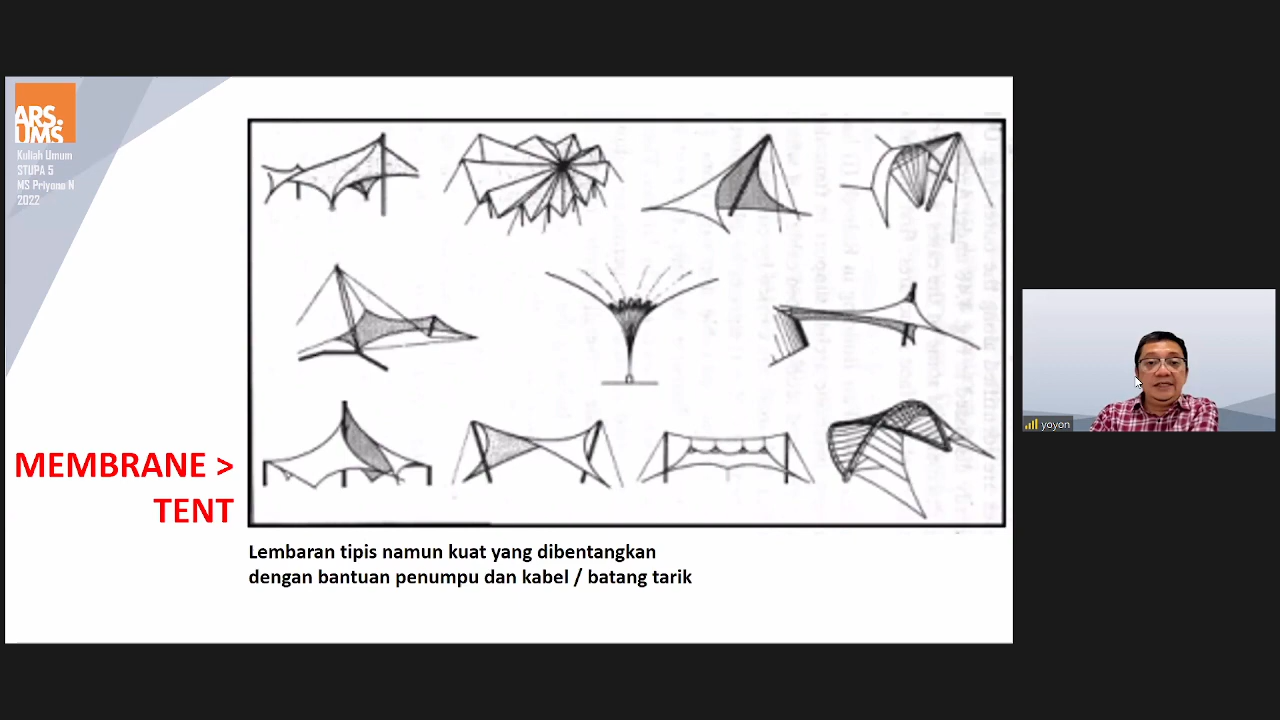 ARS.
UMS
Kuliah Umum
STUPA 5
MS Priyono N
2022
MEMBRANE >
TENT
Lembaran tipis namun kuat yang dibentangkan
dengan bantuan penumpu dan kabel / batang tarik
yoyon